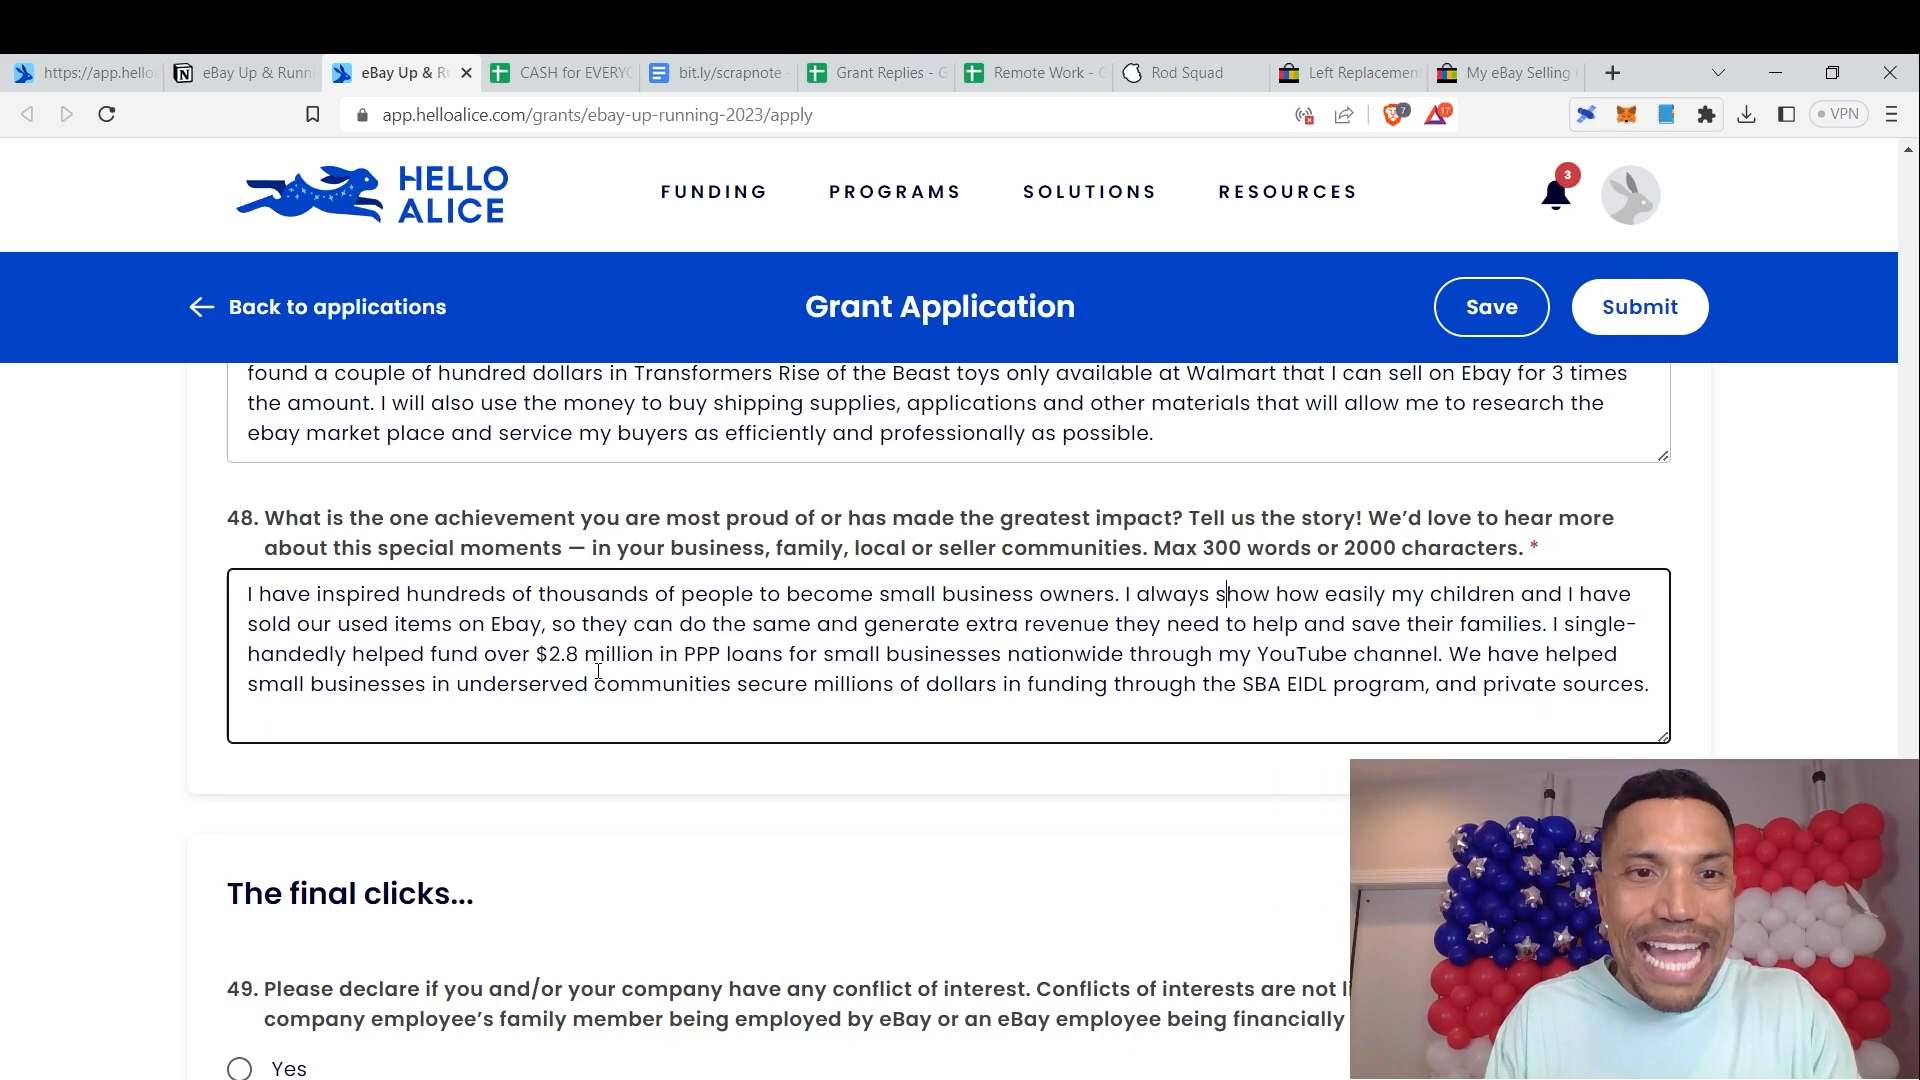 https://app.hello
eBay Up & Runn
eBay Up & R
CASH for EVERYC
bit.ly/scrapnote -
Grant Replies - G
Remote Work - G
Rod Squad
Left Replacement
My eBay Selling
app.helloalice.com/grants/ebay-up-running-2023/apply
7
17
VPN
HELLO
ALICE
FUNDING
PROGRAMS
SOLUTIONS
RESOURCES
3
Back to applications
Grant Application
Save
Submit
found a couple of hundred dollars in Transformers Rise of the Beast toys only available at Walmart that I can sell on Ebay for 3 times
the amount. I will also use the money to buy shipping supplies, applications and other materials that will allow me to research the
ebay market place and service my buyers as efficiently and professionally as possible.
48. What is the one achievement you are most proud of or has made the greatest impact? Tell us the story! We’d love to hear more
about this special moments — in your business, family, local or seller communities. Max 300 words or 2000 characters. *
I have inspired hundreds of thousands of people to become small business owners. I always show how easily my children and I have
sold our used items on Ebay, so they can do the same and generate extra revenue they need to help and save their families. I single-
handedly helped fund over $2.8 million in PPP loans for small businesses nationwide through my YouTube channel. We have helped
small businesses in underserved communities secure millions of dollars in funding through the SBA EIDL program, and private sources.
The final clicks...
49. Please declare if you and/or your company have any conflict of interest. Conflicts of interests are not li
company employee’s family member being employed by eBay or an eBay employee being financially
Yes